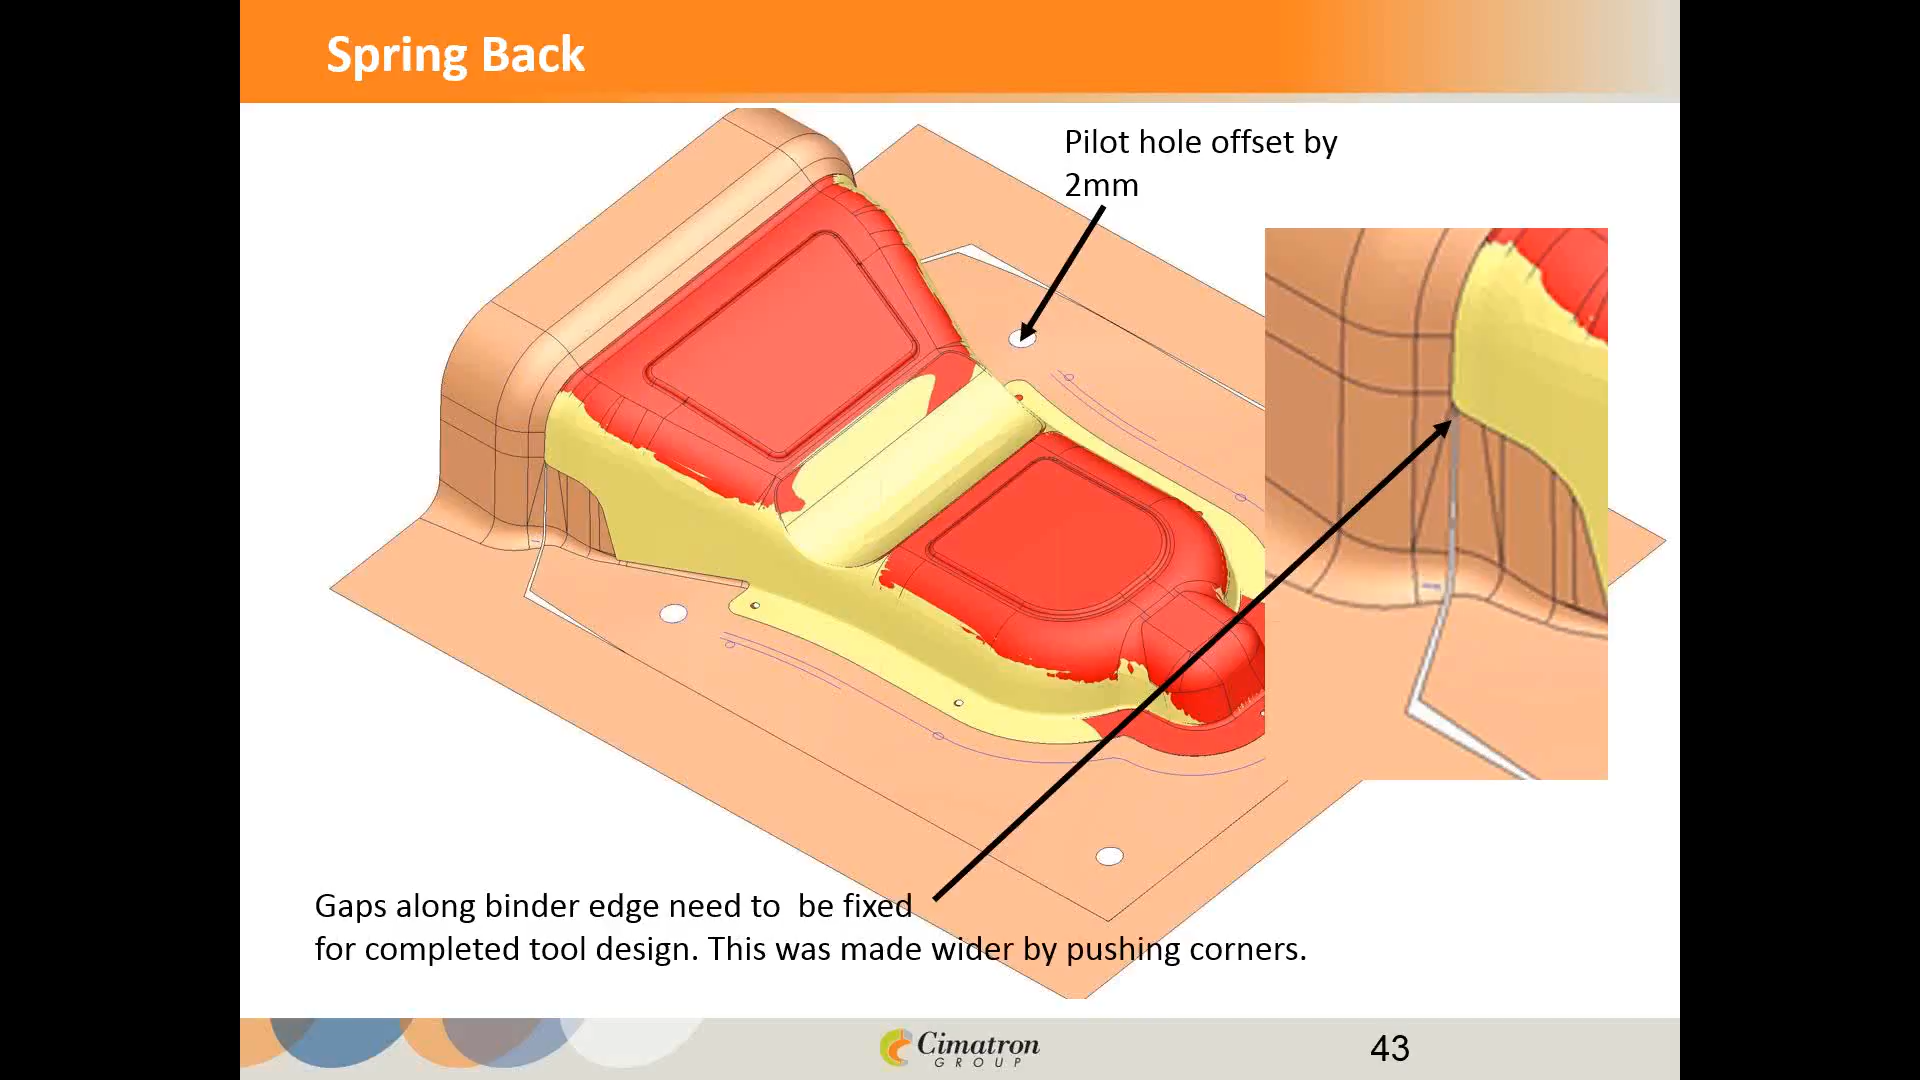 Spring Back
Pilot hole offset by
2mm
Gaps along binder edge need to  be fixed
for completed tool design. This was made wider by pushing corners.
Cimatron
GROUP
43